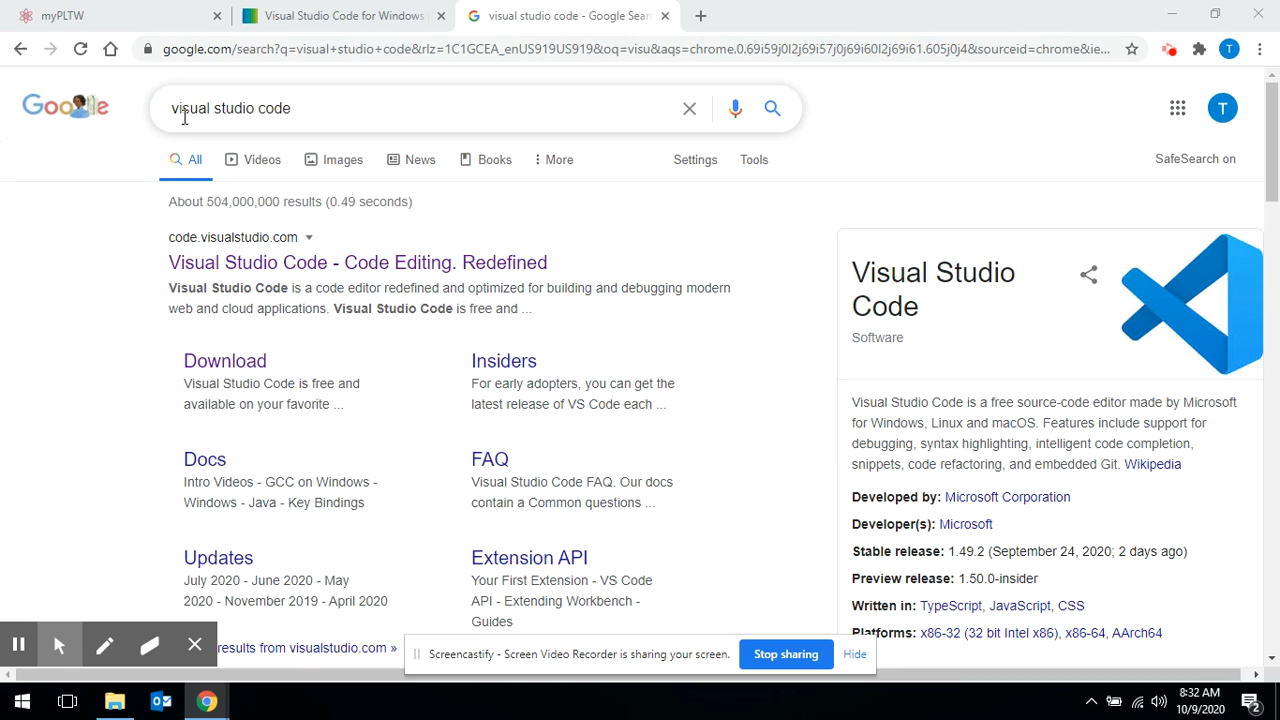 myPLTW
Visual Studio Code for Windows
visual studio code - Google Sear
google.com/search?q=visual+studio+code&rlz=1C1GCEA_enUS919US919&oq=visu&aqs=chrome.0.69i59j0l2j69i57j0j69i60l2j69i61.605j0j4&sourceid=chrome&ie...
T
Google
visual studio code
T
All
Videos
Images
News
Books
More
Settings
Tools
SafeSearch on
About 504,000,000 results (0.49 seconds)
code.visualstudio.com
Visual Studio Code - Code Editing. Redefined
Visual Studio Code is a code editor redefined and optimized for building and debugging modern
web and cloud applications. Visual Studio Code is free and ...
Download
Visual Studio Code is free and
available on your favorite ...
Insiders
For early adopters, you can get the
latest release of VS Code each ...
Docs
Intro Videos - GCC on Windows -
Windows - Java - Key Bindings
FAQ
Visual Studio Code FAQ. Our docs
contain a Common questions ...
Updates
July 2020 - June 2020 - May
2020 - November 2019 - April 2020
Extension API
Your First Extension - VS Code
API - Extending Workbench -
Guides
results from visualstudio.com »
Visual Studio
Code
Software
Visual Studio Code is a free source-code editor made by Microsoft
for Windows, Linux and macOS. Features include support for
debugging, syntax highlighting, intelligent code completion,
snippets, code refactoring, and embedded Git. Wikipedia
Developed by: Microsoft Corporation
Developer(s): Microsoft
Stable release: 1.49.2 (September 24, 2020; 2 days ago)
Preview release: 1.50.0-insider
Written in: TypeScript, JavaScript, CSS
Platforms: x86-32 (32 bit Intel x86), x86-64, AArch64
Screencastify - Screen Video Recorder is sharing your screen.
Stop sharing
Hide
8:32 AM
10/9/2020
2